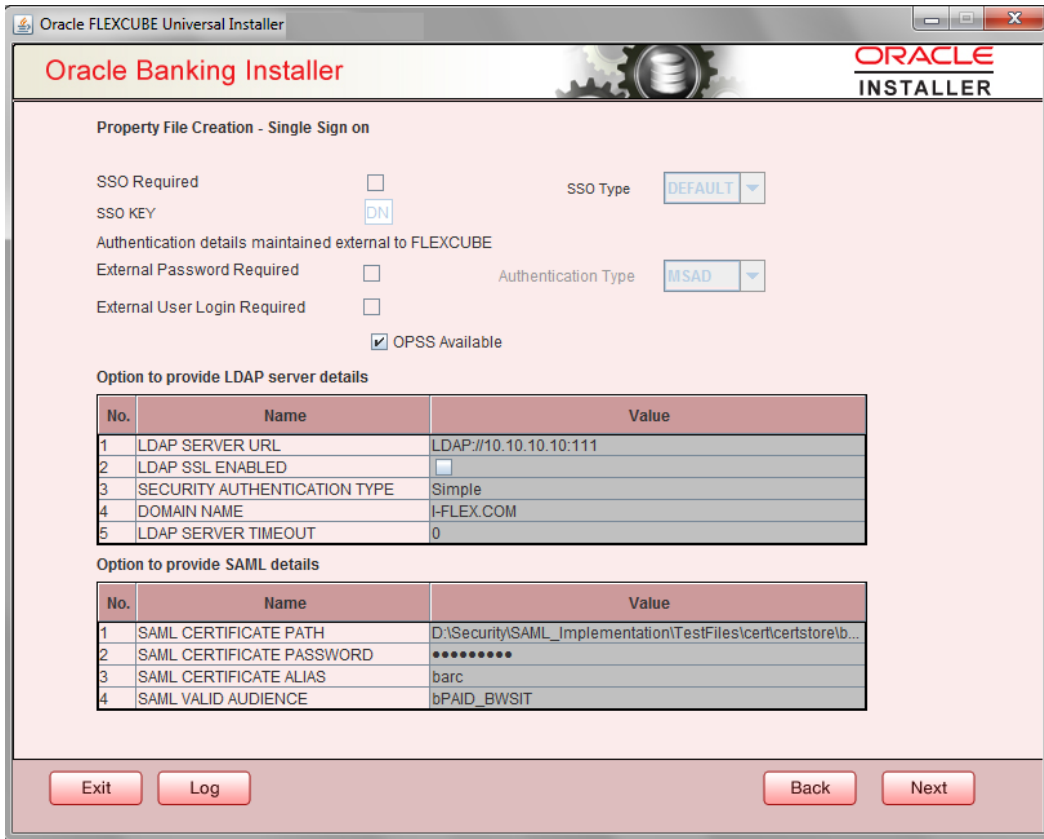 Oracle FLEXCUBE Universal Installer
Oracle Banking Installer
ORACLE
INSTALLER
Property File Creation - Single Sign on
SSO Required SSO Type DEFAULT
SSO KEY DN
Authentication details maintained external to FLEXCUBE
External Password Required Authentication Type MSAD
External User Login Required
OPSS Available
Option to provide LDAP server details
No. Name Value
1 LDAP SERVER URL LDAP://10.10.10.10:111
2 LDAP SSL ENABLED
3 SECURITY AUTHENTICATION TYPE Simple
4 DOMAIN NAME I-FLEX.COM
5 LDAP SERVER TIMEOUT 0
Option to provide SAML details
No. Name Value
1 SAML CERTIFICATE PATH D:\Security\SAML_Implementation\TestFiles\cert\certstore\b...
2 SAML CERTIFICATE PASSWORD •••••••••
3 SAML CERTIFICATE ALIAS barc
4 SAML VALID AUDIENCE bPAID_BWSIT
Exit Log Back Next